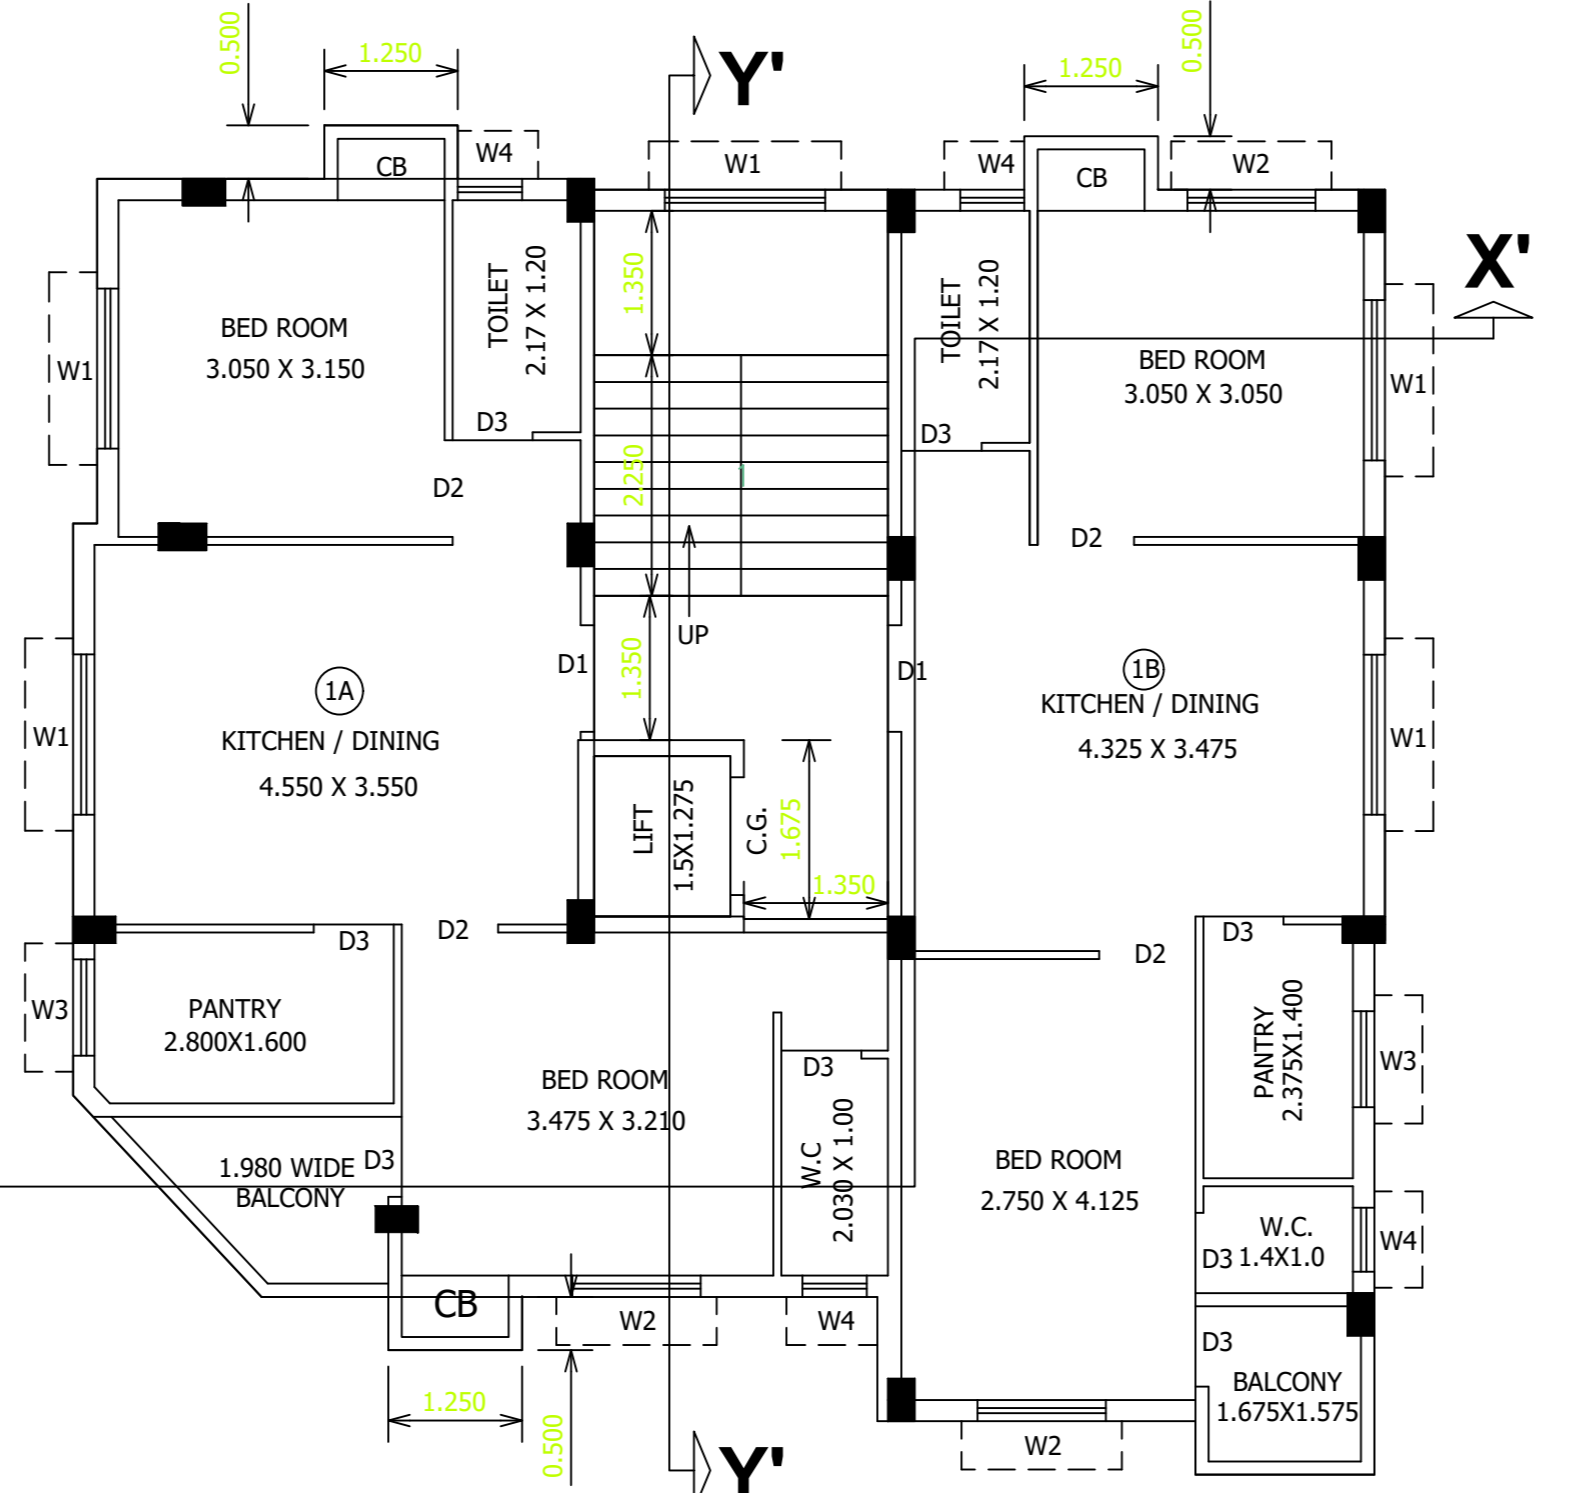 0.500
1.250
Y'
1.250
0.500
CB
W4
W1
W4
CB
W2
X'
W1
BED ROOM
3.050 X 3.150
TOILET
2.17 X 1.20
1.350
TOILET
2.17 X 1.20
BED ROOM
3.050 X 3.050
W1
D3
D3
D2
2.250
1
D2
UP
D1
1.350
D1
1A
KITCHEN / DINING
4.550 X 3.550
W1
1B
KITCHEN / DINING
4.325 X 3.475
W1
LIFT
1.5X1.275
C.G.
1.675
1.350
D3
D2
D2
D3
W3
PANTRY
2.800X1.600
BED ROOM
3.475 X 3.210
D3
W.C
2.030 X 1.00
PANTRY
2.375X1.400
W3
1.980 WIDE
BALCONY
D3
BED ROOM
2.750 X 4.125
W.C.
1.4X1.0
D3
W4
CB
W2
W4
D3
BALCONY
1.675X1.575
1.250
0.500
Y'
W2